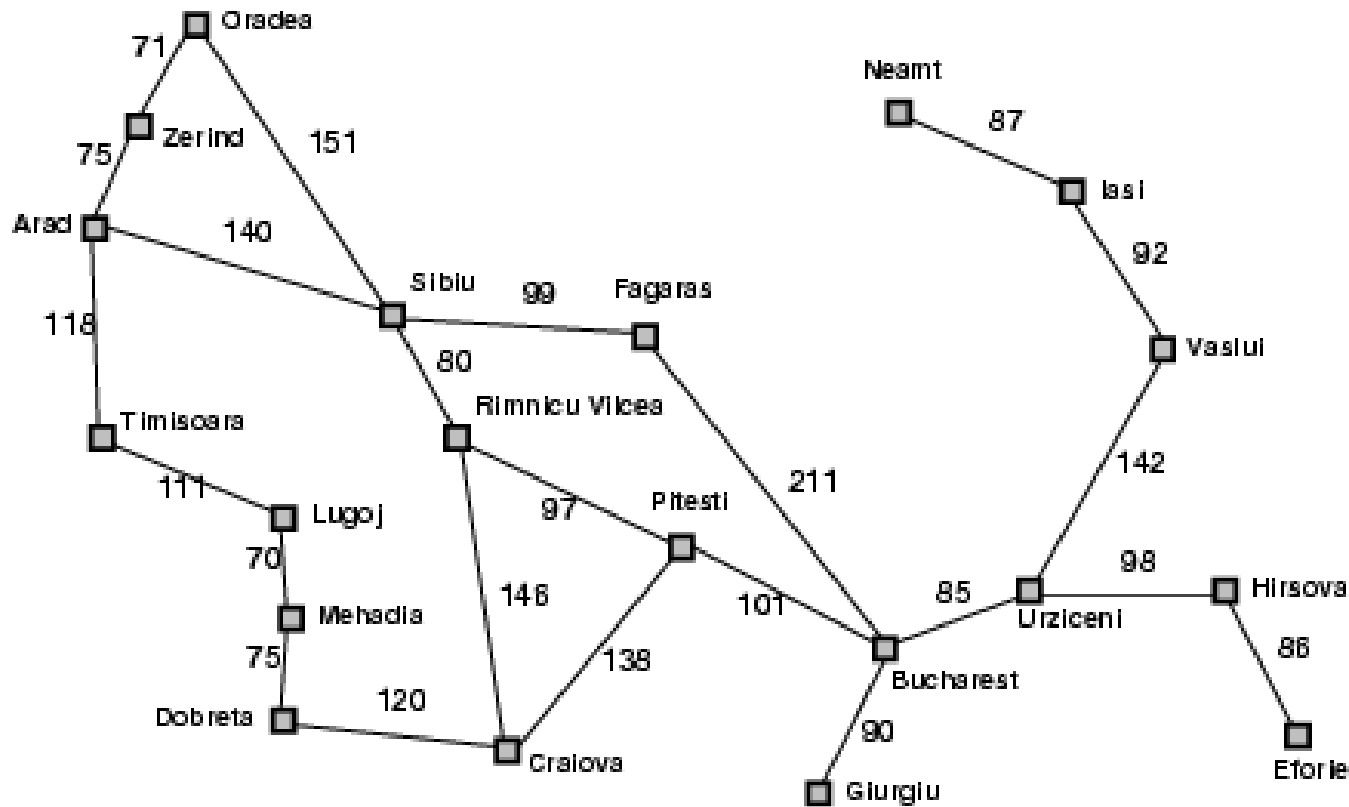 Oradea
71
Neamt
87
Zerind
151
75
Iasi
Arad
140
92
Sibiu
99
Fagaras
118
80
Vaslui
Rimnicu Vilcea
Timisoara
142
211
111
Pitesti
Lugoj
97
70
98
146
101
85
Hirsova
Mehadia
Urziceni
138
86
75
Bucharest
120
Dobreta
90
Craiova
Eforie
Giurgiu